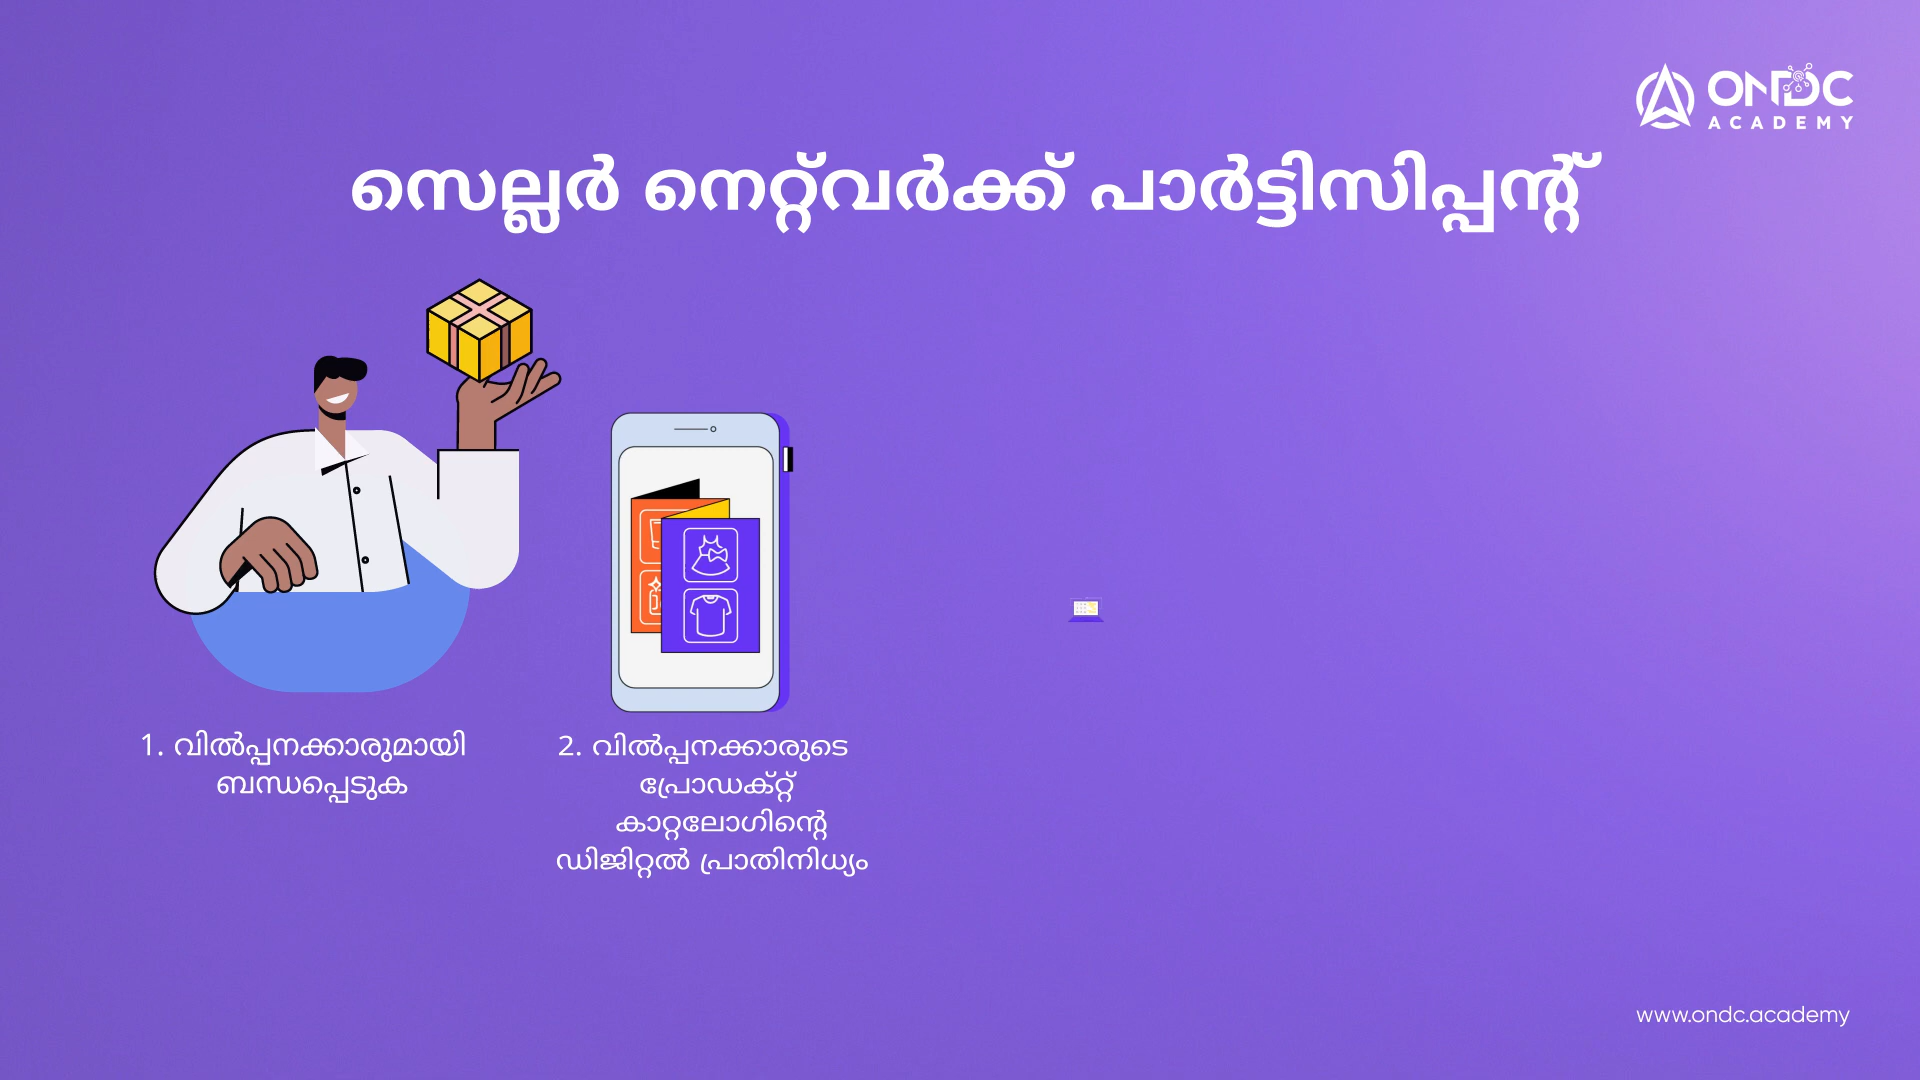 ONDC
ACADEMY
സെല്ലർ നെറ്റ്‌വർക്ക് പാർട്ടിസിപ്പന്റ്
1. വിൽപ്പനക്കാരുമായി
ബന്ധപ്പെടുക
2. വിൽപ്പനക്കാരുടെ
പ്രോഡക്റ്റ്
കാറ്റലോഗിന്റെ
ഡിജിറ്റൽ പ്രാതിനിധ്യം
www.ondc.academy